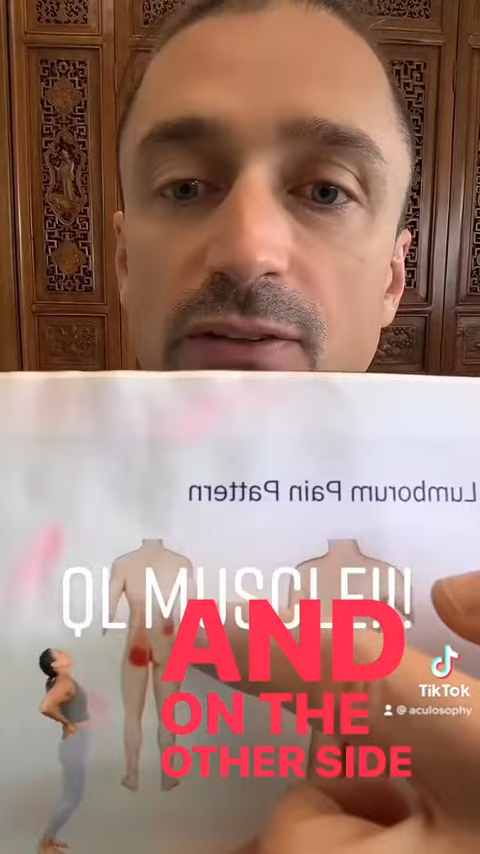 Lumborum Pain Pattern
QL MUSCLE!!!
AND
ON THE
OTHER SIDE
TikTok
@aculosophy